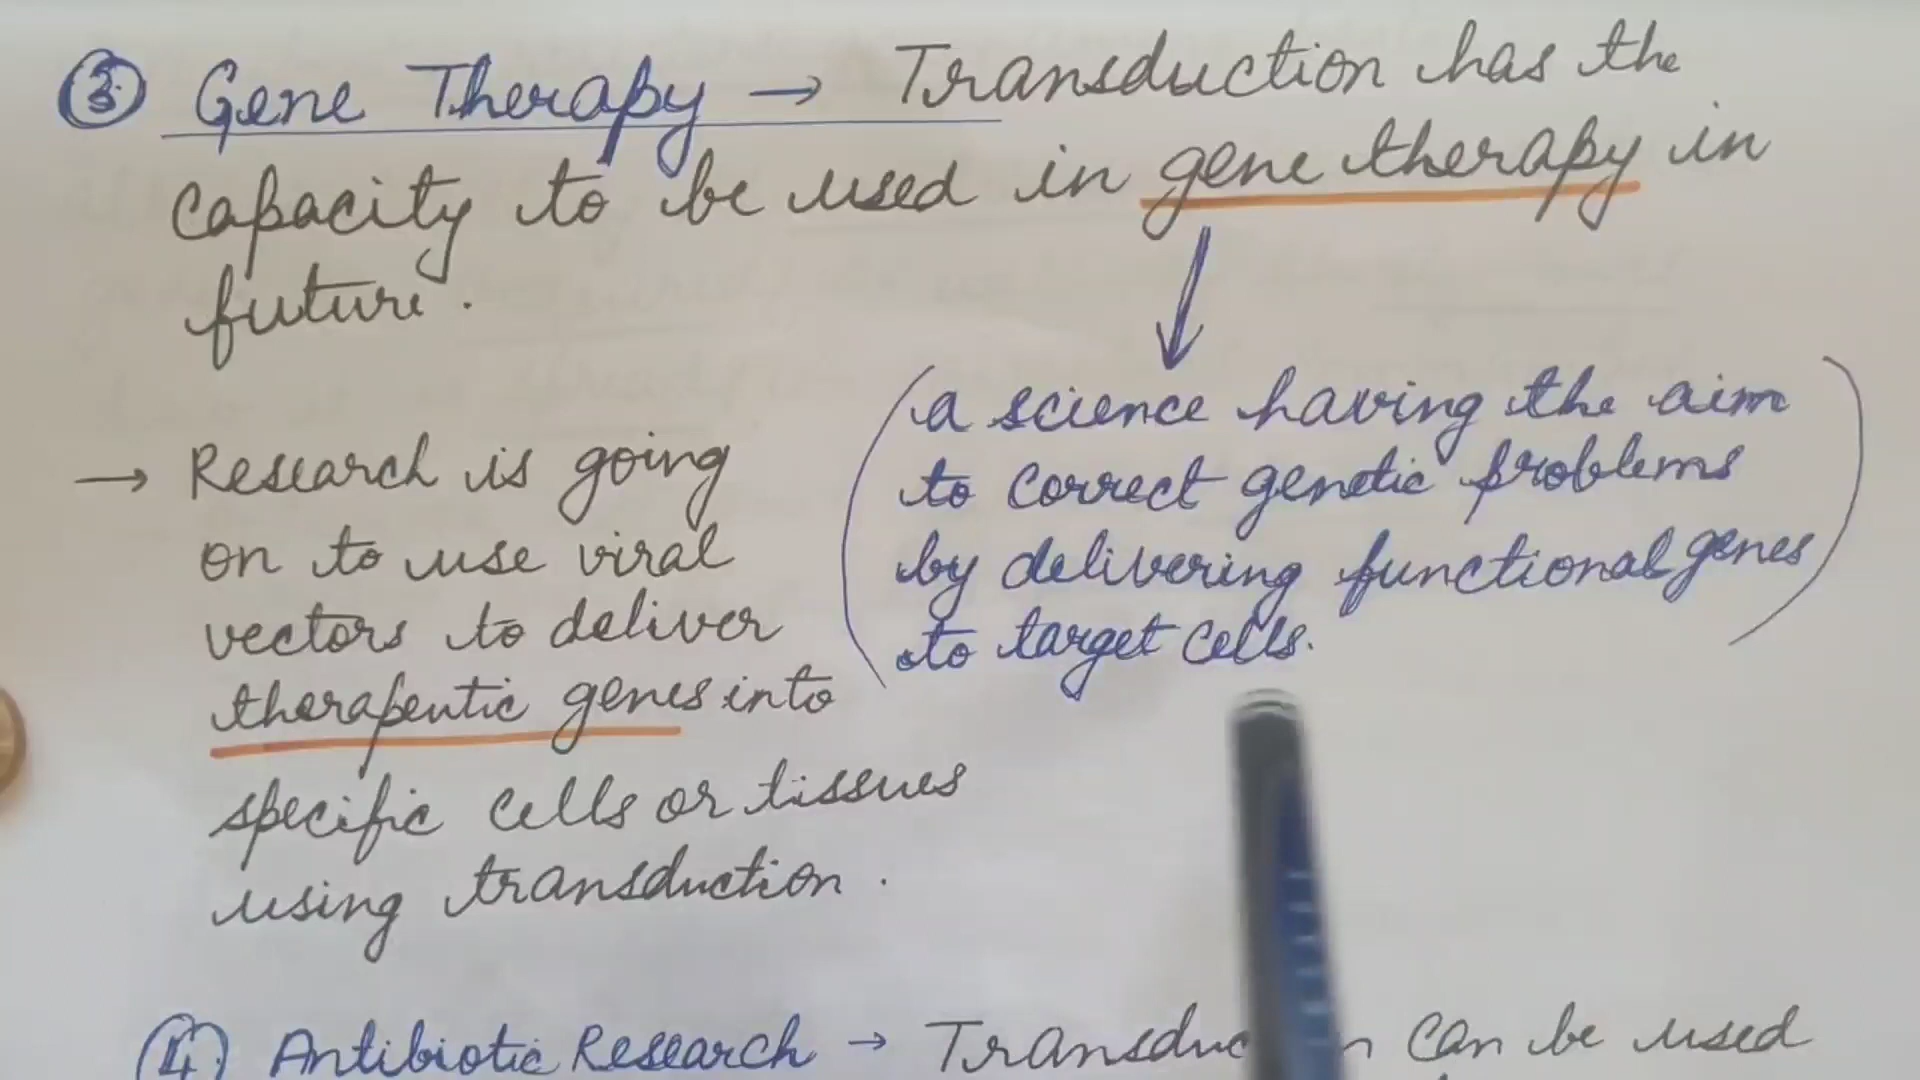 ③ Gene Therapy → Transduction has the
capacity to be used in gene therapy in
future.
(a science having the aim
to correct genetic problems
by delivering functional genes
to target cells.)
→ Research is going
on to use viral
vectors to deliver
therapeutic genes into
specific cells or tissues
using transduction.
④ Antibiotic Research → can be used